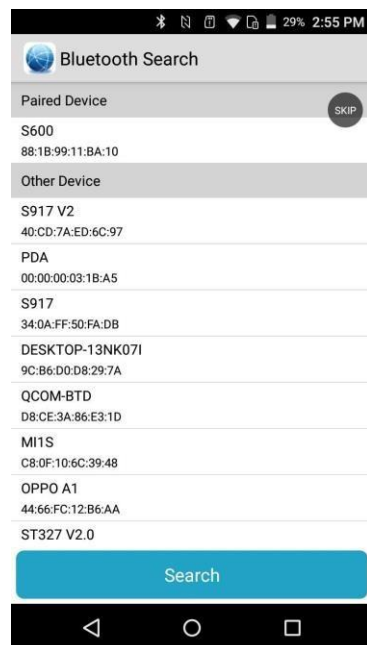 29% 2:55 PM
Bluetooth Search
Paired Device
SKIP
S600
88:1B:99:11:BA:10
Other Device
S917 V2
40:CD:7A:ED:6C:97
PDA
00:00:00:03:1B:A5
S917
34:0A:FF:50:FA:DB
DESKTOP-13NK07I
9C:B6:D0:D8:29:7A
QCOM-BTD
D8:CE:3A:86:E3:1D
MI1S
C8:0F:10:6C:39:48
OPPO A1
44:66:FC:12:B6:AA
ST327 V2.0
Search